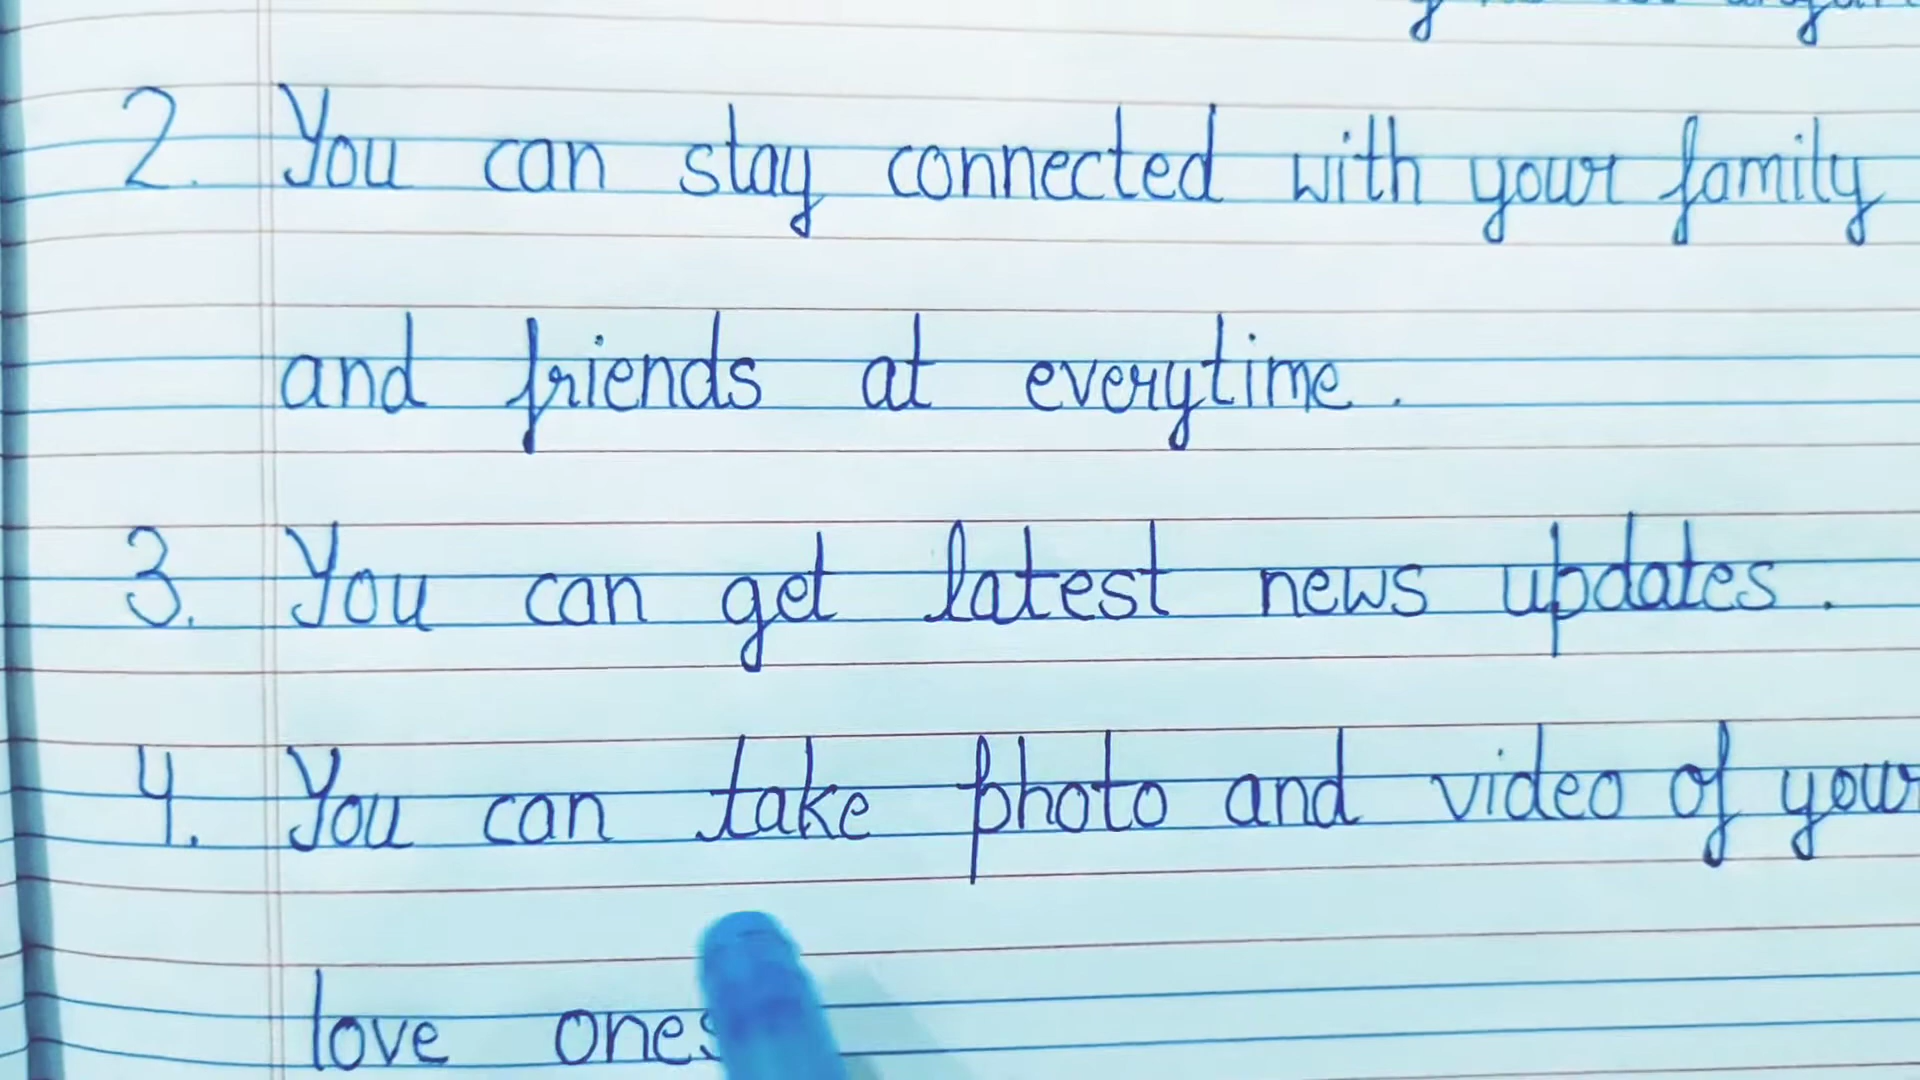 2. You can stay connected with your family
and friends at everytime.
3. You can get latest news updates.
4. You can take photo and video of your
love ones